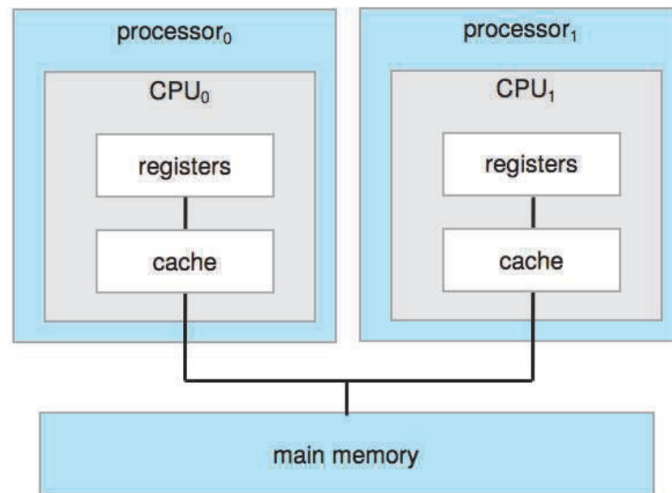 processor₀
CPU₀
registers
cache
processor₁
CPU₁
registers
cache
main memory